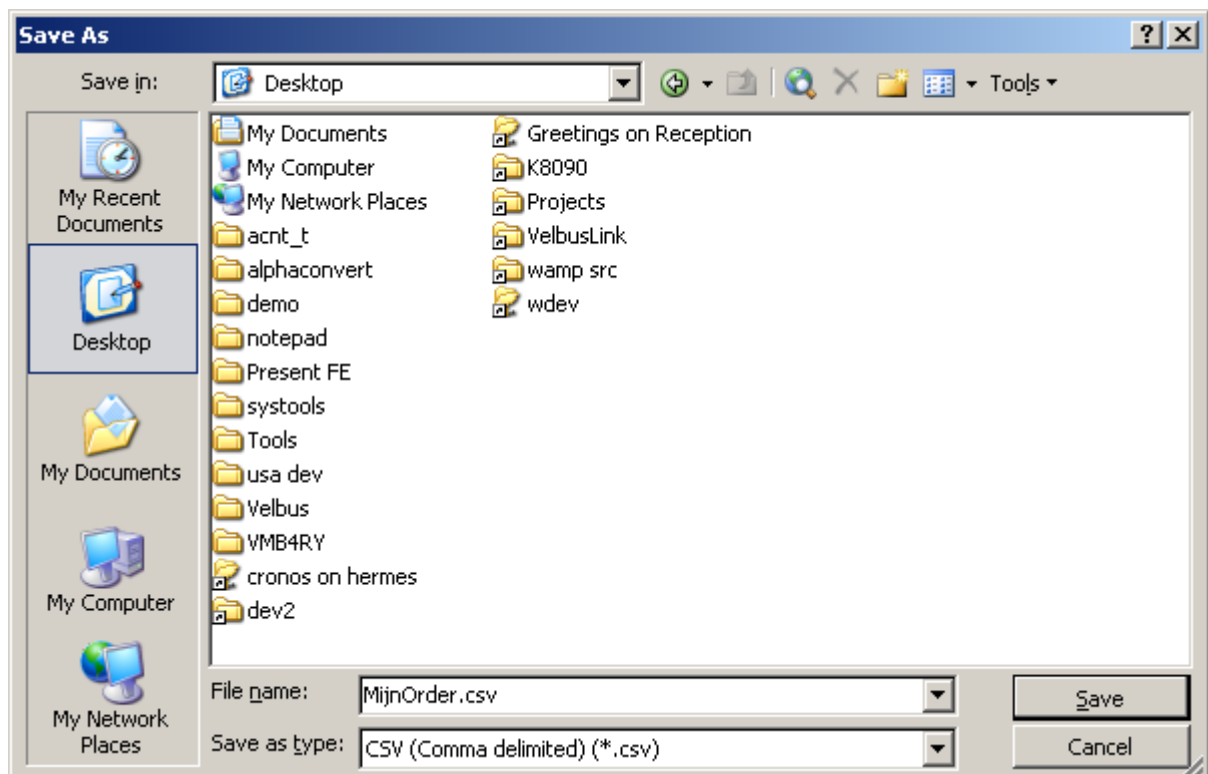 Save As
Save in:
Desktop
Tools
My Recent
Documents
Desktop
My Documents
My Computer
My Network
Places
My Documents
My Computer
My Network Places
acnt_t
alphaconvert
demo
notepad
Present FE
systools
Tools
usa dev
Velbus
VMB4RY
cronos on hermes
dev2
Greetings on Reception
K8090
Projects
VelbusLink
wamp src
wdev
File name:
MijnOrder.csv
Save
Save as type:
CSV (Comma delimited) (*.csv)
Cancel